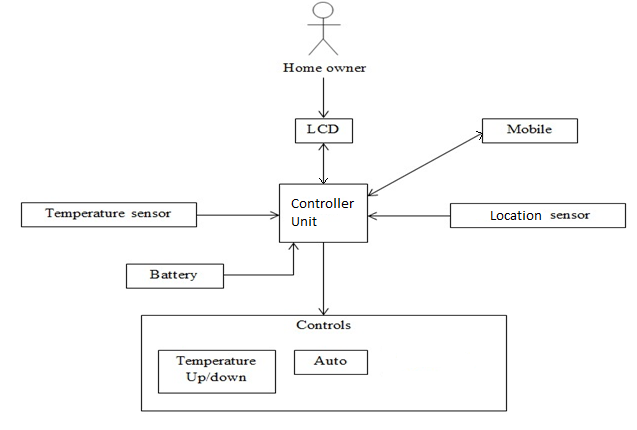 Home owner
LCD
Mobile
Controller
Unit
Temperature sensor
Location sensor
Battery
Controls
Temperature
Up/down
Auto